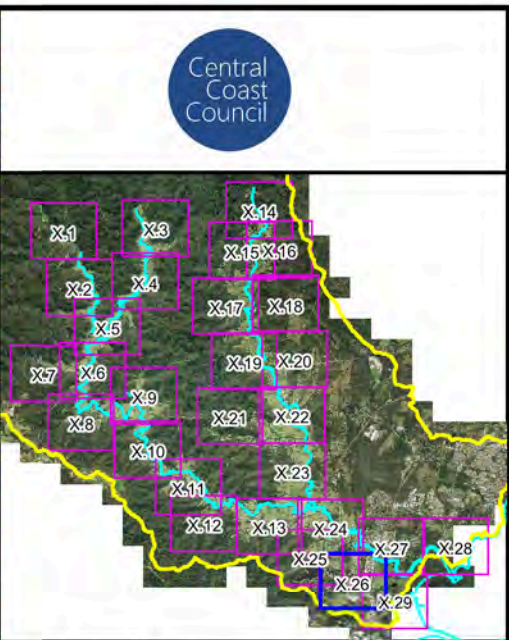 Central
Coast
Council
X.1
X.3
X.14
X.15
X.16
X.2
X.4
X.17
X.18
X.5
X.7
X.6
X.19
X.20
X.9
X.8
X.21
X.22
X.10
X.23
X.11
X.12
X.13
X.24
X.25
X.27
X.28
X.26
X.29